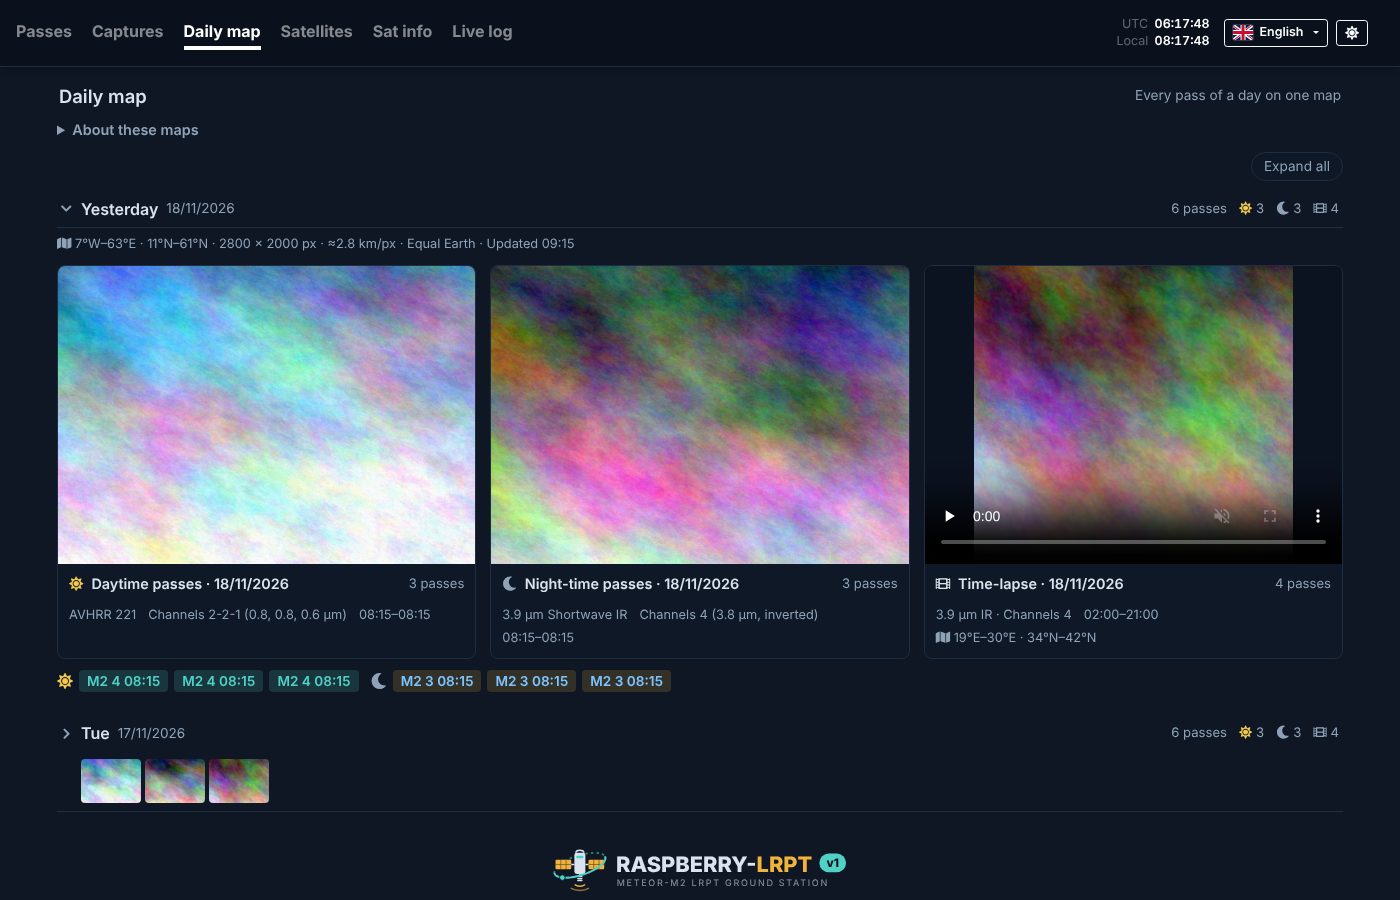 Passes Captures Daily map Satellites Sat info Live log
UTC 06:17:48
Local 08:17:48
English
Daily map
Every pass of a day on one map
About these maps
Expand all
Yesterday 18/11/2026
6 passes 3 3 4
7°W–63°E · 11°N–61°N · 2800 × 2000 px · ≈2.8 km/px · Equal Earth · Updated 09:15
0:00
Daytime passes · 18/11/2026 3 passes
AVHRR 221 Channels 2-2-1 (0.8, 0.8, 0.6 µm) 08:15–08:15
Night-time passes · 18/11/2026 3 passes
3.9 µm Shortwave IR Channels 4 (3.8 µm, inverted)
08:15–08:15
Time-lapse · 18/11/2026 4 passes
3.9 µm IR · Channels 4 02:00–21:00
19°E–30°E · 34°N–42°N
M2 4 08:15 M2 4 08:15 M2 4 08:15 M2 3 08:15 M2 3 08:15 M2 3 08:15
Tue 17/11/2026
6 passes 3 3 4
RASPBERRY-LRPT v1
METEOR-M2 LRPT GROUND STATION